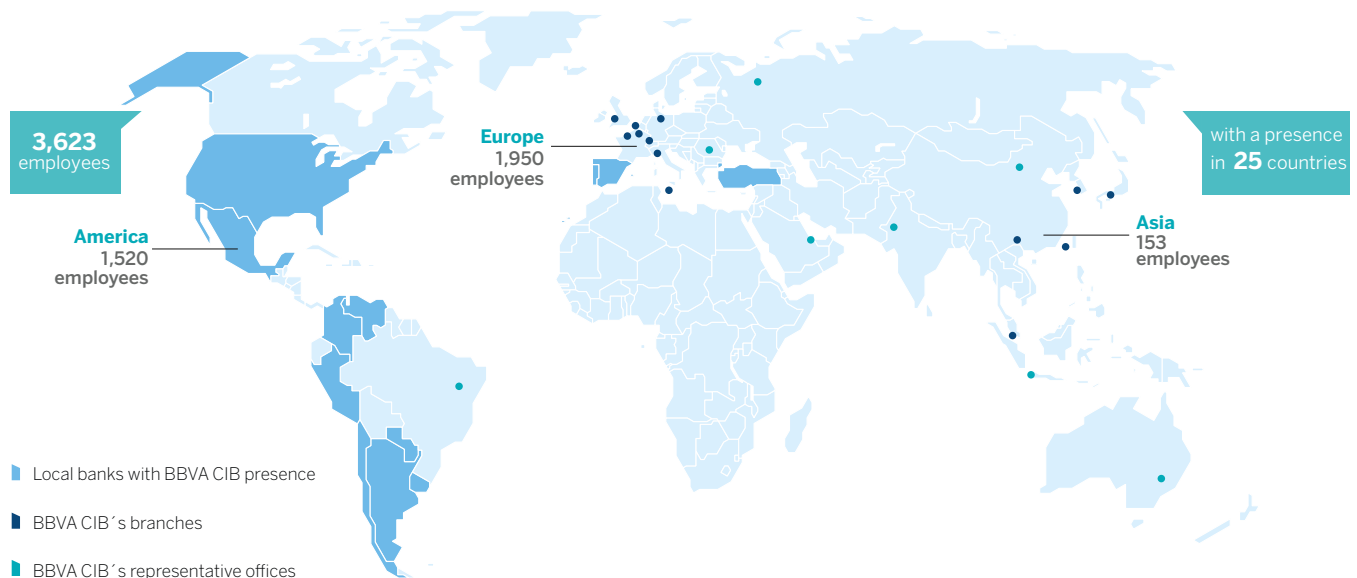 3,623
employees
Europe
1,950
employees
with a presence
in 25 countries
America
1,520
employees
Asia
153
employees
Local banks with BBVA CIB presence
BBVA CIB´s branches
BBVA CIB´s representative offices